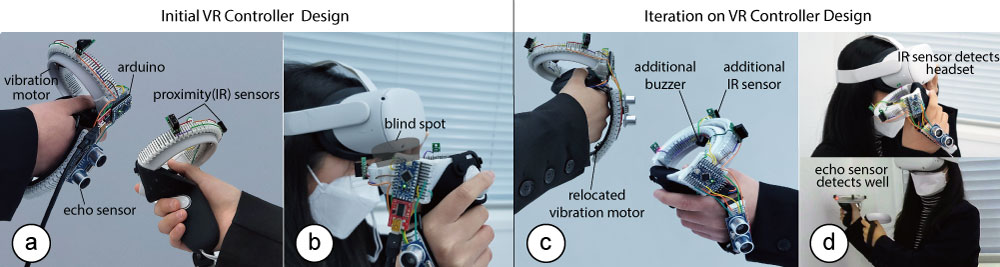 Initial VR Controller Design
Iteration on VR Controller Design
vibration
motor
arduino
proximity(IR) sensors
echo sensor
a
blind spot
b
additional
buzzer
additional
IR sensor
relocated
vibration motor
c
IR sensor detects
headset
echo sensor
detects well
d